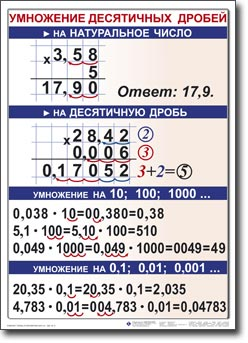 УМНОЖЕНИЕ ДЕСЯТИЧНЫХ ДРОБЕЙ
► НА НАТУРАЛЬНОЕ ЧИСЛО
x 3,58
5
17,90
Ответ: 17,9.
► НА ДЕСЯТИЧНУЮ ДРОБЬ
x 28,42 2
0,006 3
0,17052 3+2=5
УМНОЖЕНИЕ НА 10; 100; 1000 ...
0,038 · 10=00,380=0,38
5,1 · 100=5,10 · 100=510
0,049 · 1000=0,049 · 1000=0049=49
УМНОЖЕНИЕ НА 0,1; 0,01; 0,001 ...
20,35 · 0,1=20,35 · 0,1=2,035
4,783 · 0,01=004,783 · 0,01=0,04783